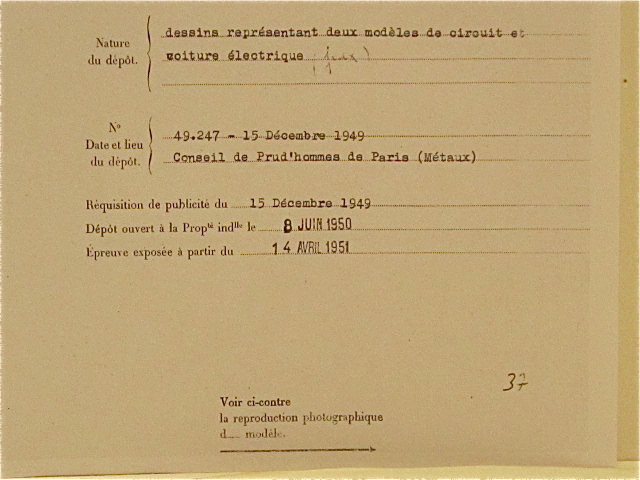 dessins représentant deux modèles de circuit et
Nature
du dépôt.
voiture électrique (jeux)
49.247 - 15 Décembre 1949
N°
Date et lieu
du dépôt.
Conseil de Prud'hommes de Paris (Métaux)
Réquisition de publicité du 15 Décembre 1949
Dépôt ouvert à la Propté indlle le 8 JUIN 1950
Épreuve exposée à partir du 14 AVRIL 1951
Voir ci-contre
la reproduction photographique
d... modèle.